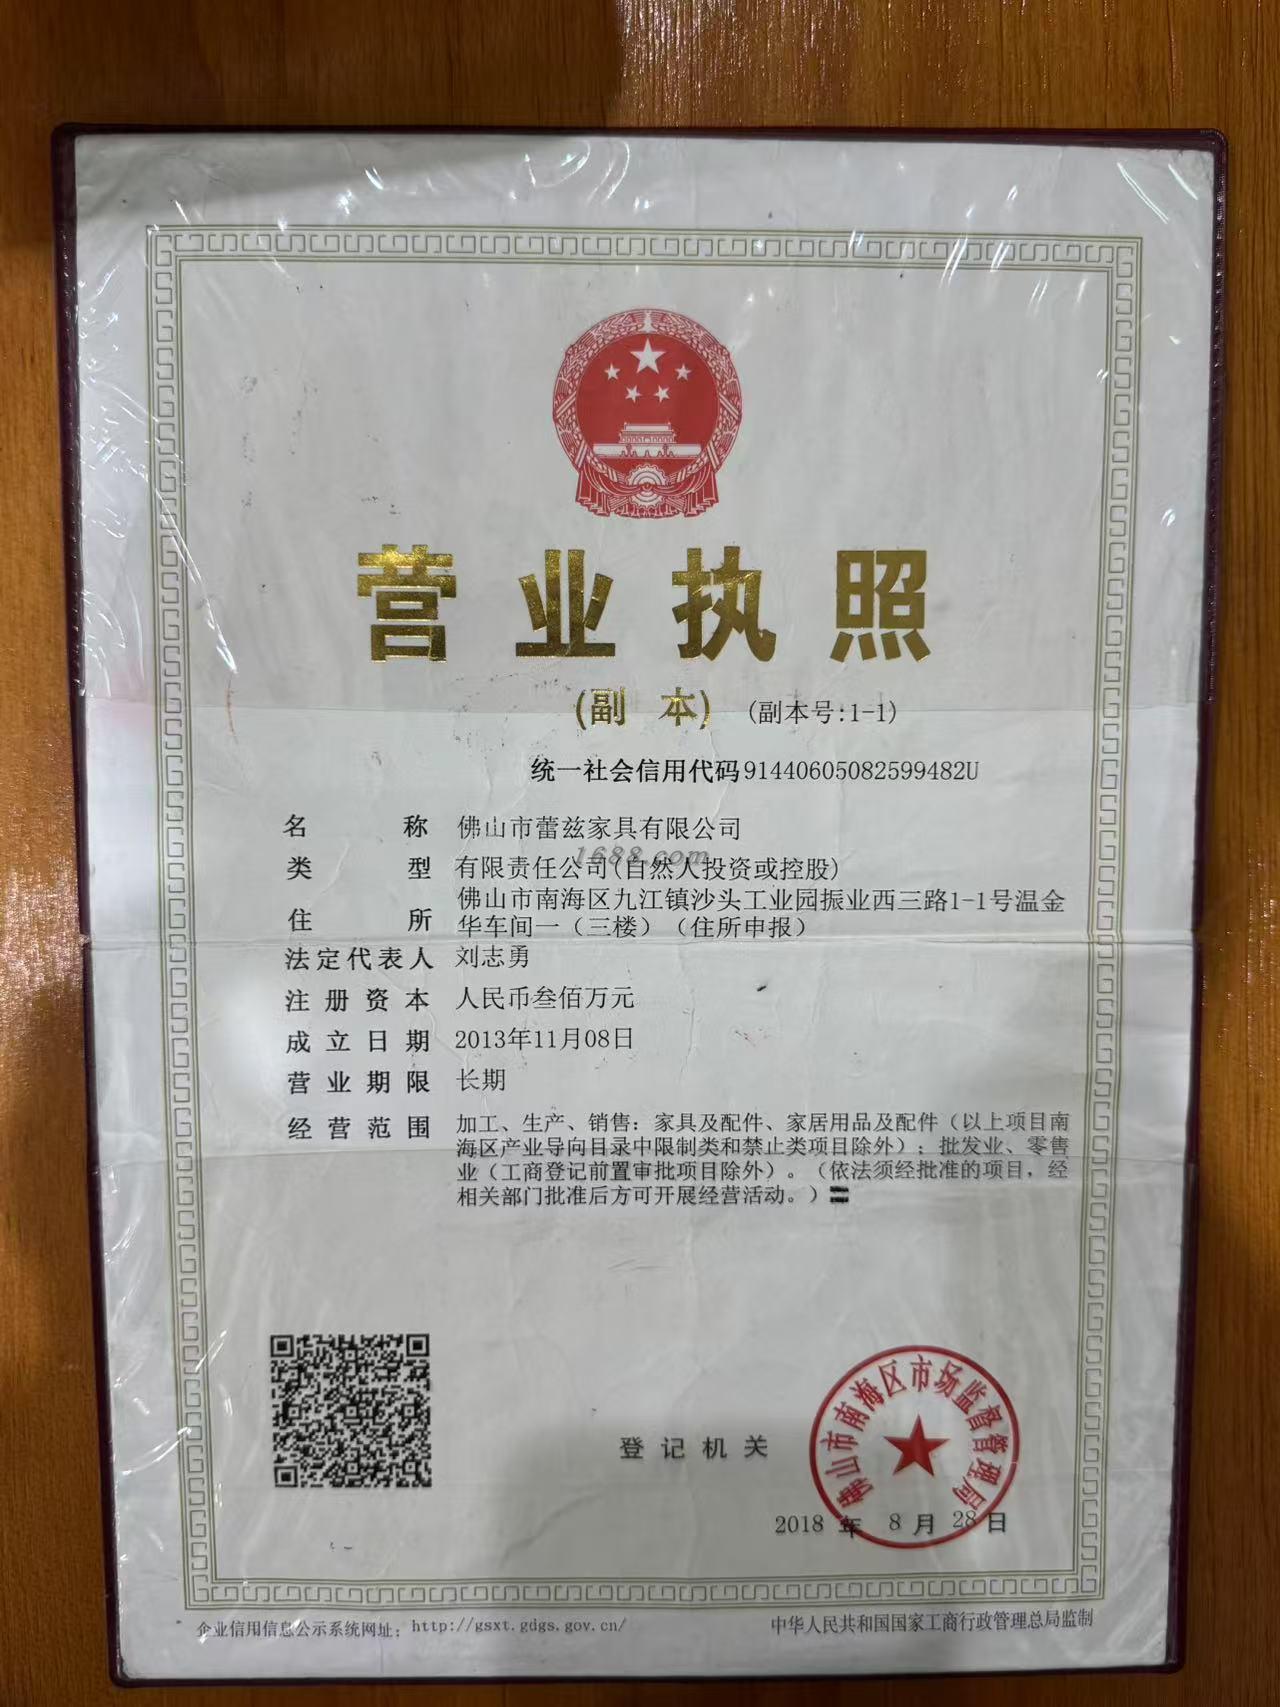 营业执照
(副 本) (副本号:1-1)
统一社会信用代码91440605082599482U
名 称 佛山市蕾兹家具有限公司
1688.com
类 型 有限责任公司(自然人投资或控股)
住 所 佛山市南海区九江镇沙头工业园振业西三路1-1号温金
华车间一（三楼）（住所申报）
法定代表人 刘志勇
注册资本 人民币叁佰万元
成立日期 2013年11月08日
营业期限 长期
经营范围 加工、生产、销售：家具及配件、家居用品及配件（以上项目南
海区产业导向目录中限制类和禁止类项目除外）；批发业、零售
业（工商登记前置审批项目除外）。（依法须经批准的项目，经
相关部门批准后方可开展经营活动。）
佛山市南海区市场监督管理局
登记机关
2018 年 8 月 28 日
企业信用信息公示系统网址：http://gsxt.gdgs.gov.cn/
中华人民共和国国家工商行政管理总局监制